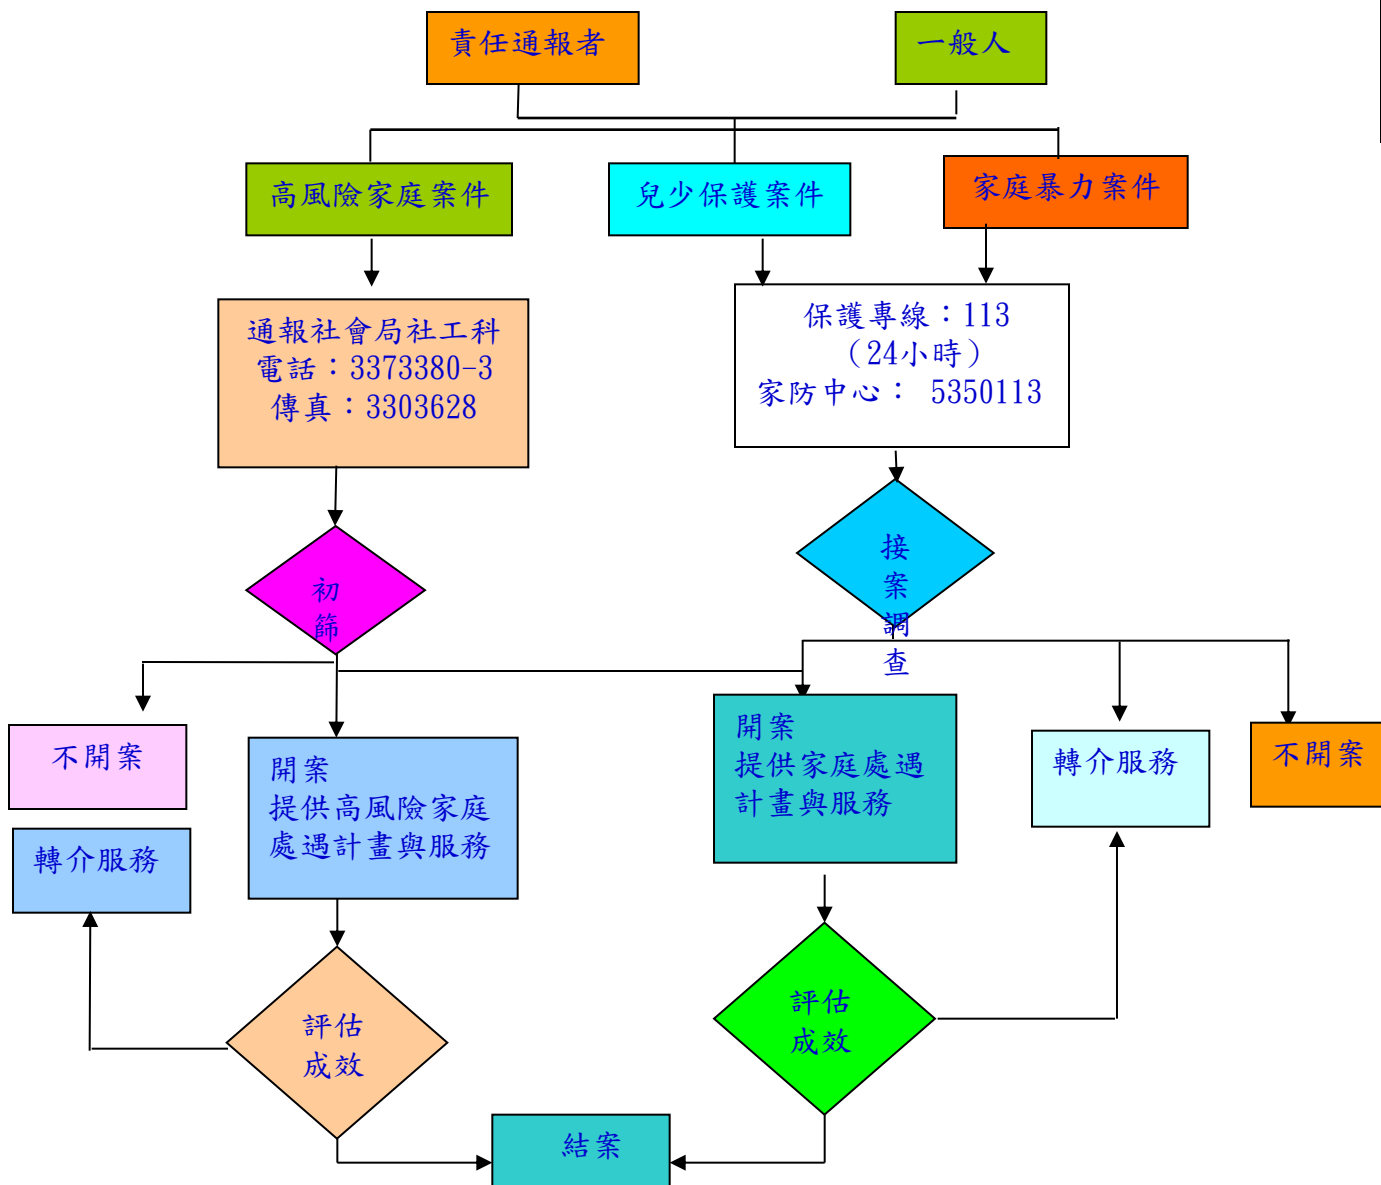 責任通報者
一般人
高風險家庭案件
兒少保護案件
家庭暴力案件
通報社會局社工科
電話：3373380-3
傳真：3303628
保護專線：113
（24小時）
家防中心： 5350113
初
篩
接
案
調
查
不開案
轉介服務
開案
提供高風險家庭
處遇計畫與服務
開案
提供家庭處遇
計畫與服務
轉介服務
不開案
評估
成效
評估
成效
結案